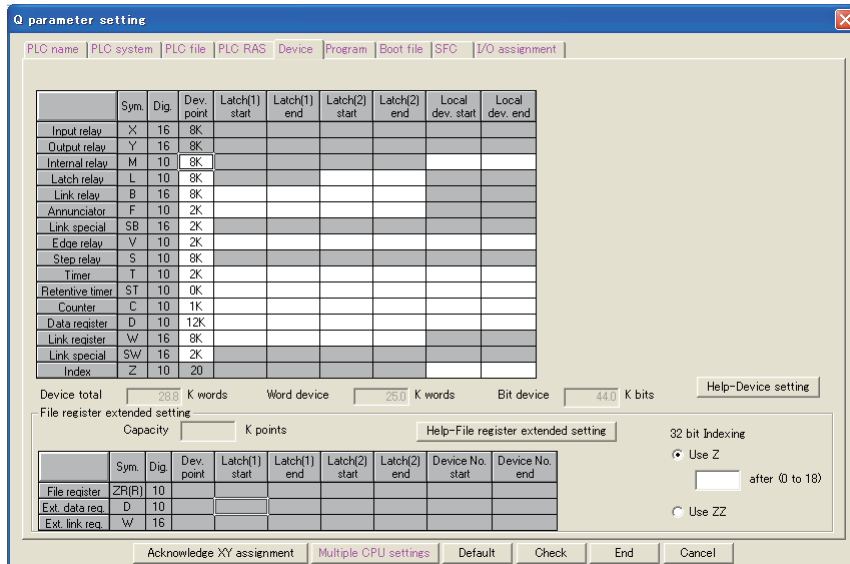 Q parameter setting
PLC name PLC system PLC file PLC RAS Device Program Boot file SFC I/O assignment
Sym. Dig. Dev. point Latch(1) start Latch(1) end Latch(2) start Latch(2) end Local dev. start Local dev. end
Input relay X 16 8K
Output relay Y 16 8K
Internal relay M 10 8K
Latch relay L 10 8K
Link relay B 16 8K
Annunciator F 10 2K
Link special SB 16 2K
Edge relay V 10 2K
Step relay S 10 8K
Timer T 10 2K
Retentive timer ST 10 0K
Counter C 10 1K
Data register D 10 12K
Link register W 16 8K
Link special SW 16 2K
Index Z 10 20
Device total 28.8 K words Word device 25.0 K words Bit device 44.0 K bits Help-Device setting
File register extended setting
Capacity K points Help-File register extended setting
Sym. Dig. Dev. point Latch(1) start Latch(1) end Latch(2) start Latch(2) end Device No. start Device No. end
File register ZR(R) 10
Ext. data reg. D 10
Ext. link reg. W 16
32 bit Indexing
Use Z
after (0 to 18)
Use ZZ
Acknowledge XY assignment Multiple CPU settings Default Check End Cancel